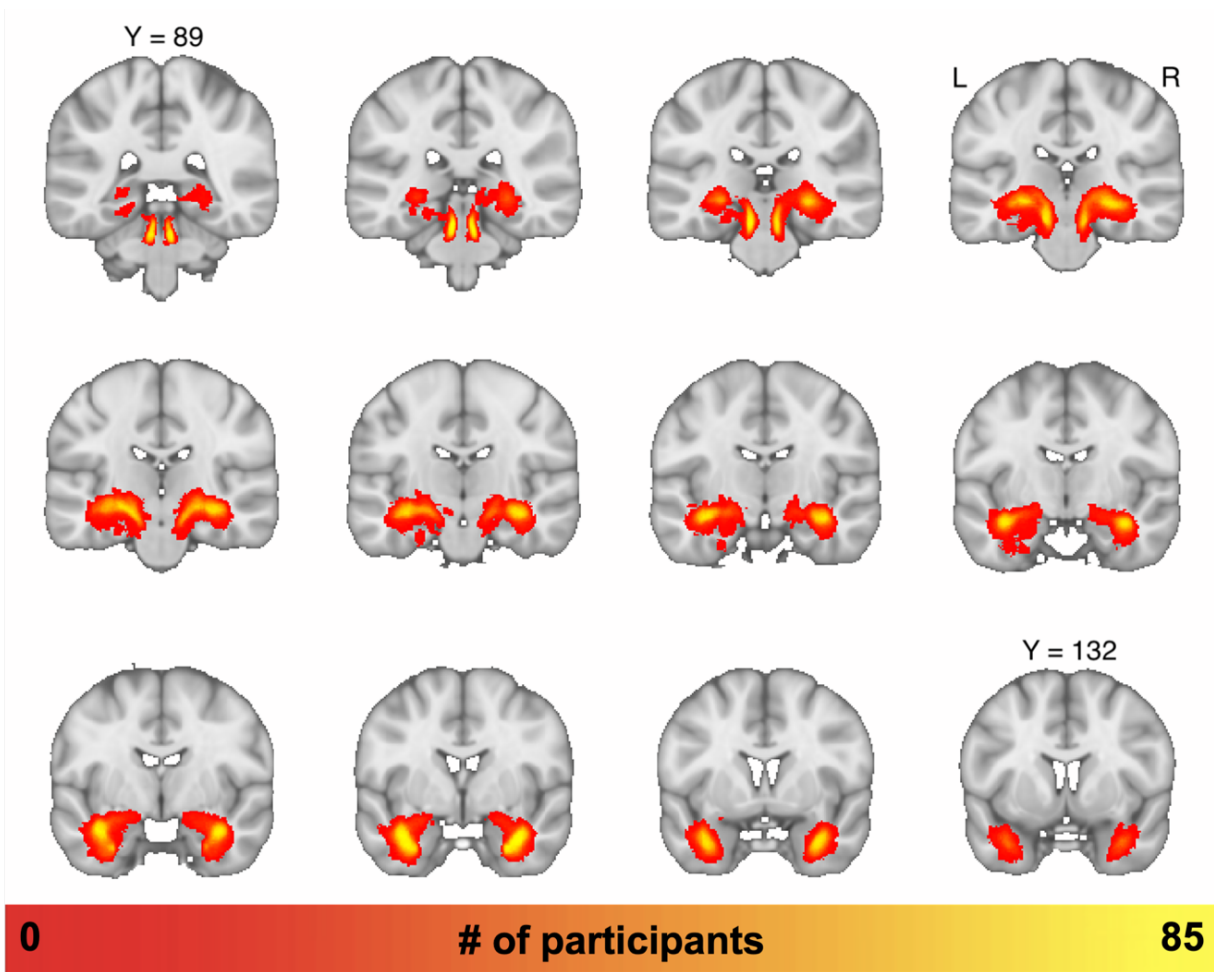 Y = 89
L R
Y = 132
0 # of participants 85